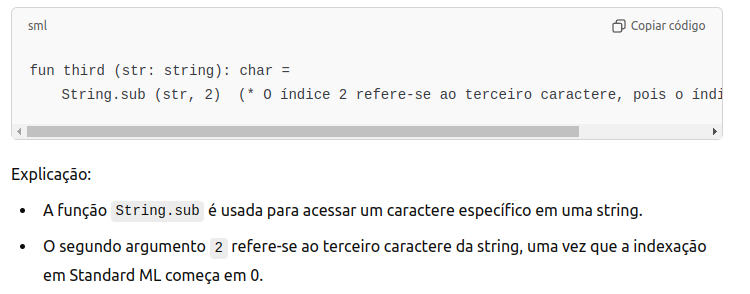 sml
Copiar código
fun third (str: string): char =
String.sub (str, 2)  (* O índice 2 refere-se ao terceiro caractere, pois o índi
Explicação:
• A função String.sub é usada para acessar um caractere específico em uma string.
• O segundo argumento 2 refere-se ao terceiro caractere da string, uma vez que a indexação
em Standard ML começa em 0.